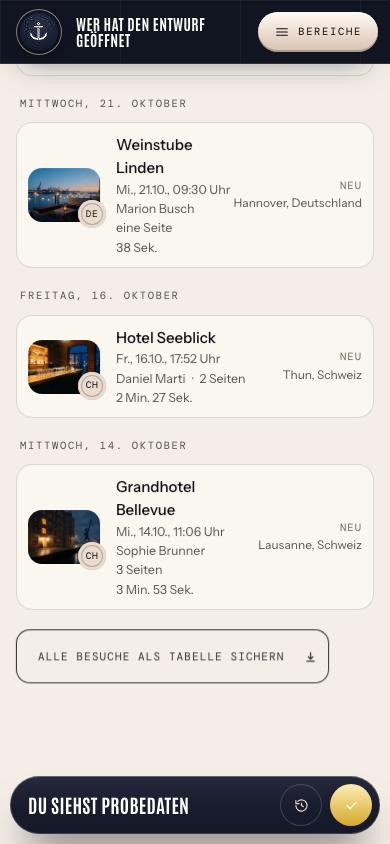 WER HAT DEN ENTWURF
GEÖFFNET
BEREICHE
MITTWOCH, 21. OKTOBER
Weinstube
Linden
Mi., 21.10., 09:30 Uhr
Marion Busch
eine Seite
38 Sek.
DE
NEU
Hannover, Deutschland
FREITAG, 16. OKTOBER
Hotel Seeblick
Fr., 16.10., 17:52 Uhr
Daniel Marti · 2 Seiten
2 Min. 27 Sek.
CH
NEU
Thun, Schweiz
MITTWOCH, 14. OKTOBER
Grandhotel
Bellevue
Mi., 14.10., 11:06 Uhr
Sophie Brunner
3 Seiten
3 Min. 53 Sek.
CH
NEU
Lausanne, Schweiz
ALLE BESUCHE ALS TABELLE SICHERN
DU SIEHST PROBEDATEN